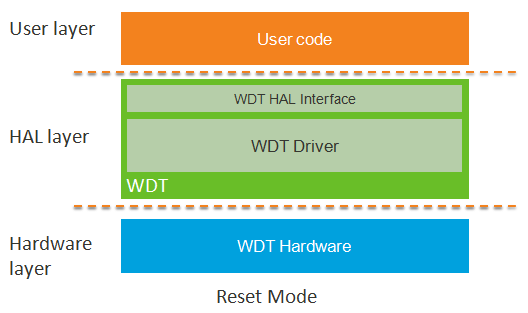 User layer
User code
WDT HAL Interface
HAL layer
WDT Driver
WDT
Hardware
layer
WDT Hardware
Reset Mode